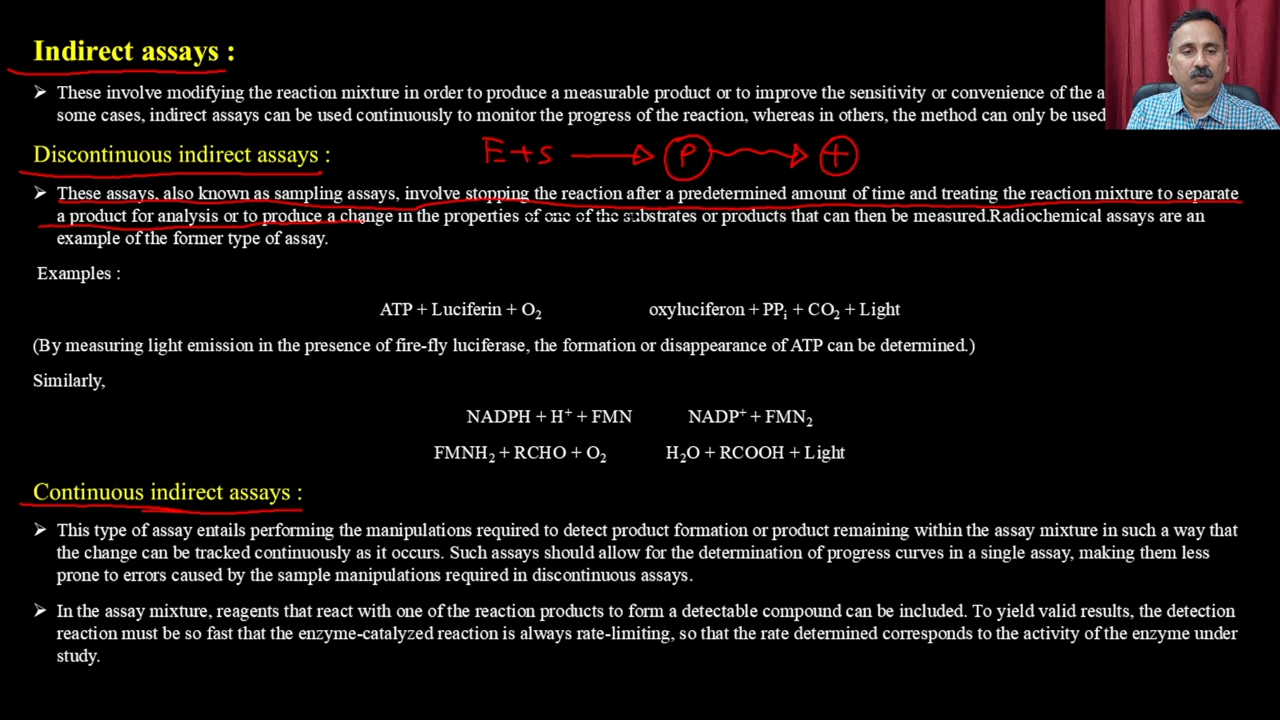 Indirect assays :
➢ These involve modifying the reaction mixture in order to produce a measurable product or to improve the sensitivity or convenience of the a
some cases, indirect assays can be used continuously to monitor the progress of the reaction, whereas in others, the method can only be used
Discontinuous indirect assays :
E+S → P → +
➢ These assays, also known as sampling assays, involve stopping the reaction after a predetermined amount of time and treating the reaction mixture to separate
a product for analysis or to produce a change in the properties of one of the substrates or products that can then be measured.Radiochemical assays are an
example of the former type of assay.
Examples :
ATP + Luciferin + O₂ oxyluciferon + PPᵢ + CO₂ + Light
(By measuring light emission in the presence of fire-fly luciferase, the formation or disappearance of ATP can be determined.)
Similarly,
NADPH + H⁺ + FMN NADP⁺ + FMN₂
FMNH₂ + RCHO + O₂ H₂O + RCOOH + Light
Continuous indirect assays :
➢ This type of assay entails performing the manipulations required to detect product formation or product remaining within the assay mixture in such a way that
the change can be tracked continuously as it occurs. Such assays should allow for the determination of progress curves in a single assay, making them less
prone to errors caused by the sample manipulations required in discontinuous assays.
➢ In the assay mixture, reagents that react with one of the reaction products to form a detectable compound can be included. To yield valid results, the detection
reaction must be so fast that the enzyme-catalyzed reaction is always rate-limiting, so that the rate determined corresponds to the activity of the enzyme under
study.